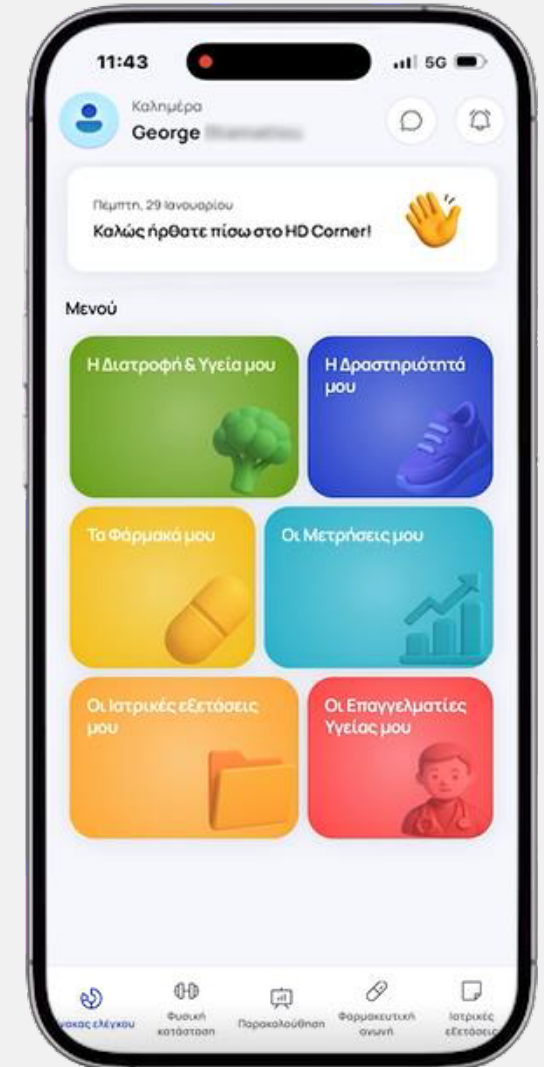 11:43
5G
Καλημέρα
George
Πέμπτη, 29 Ιανουαρίου
Καλώς ήρθατε πίσω στο HD Corner!
Μενού
Η Διατροφή & Υγεία μου
Η Δραστηριότητά
μου
Τα Φάρμακά μου
Οι Μετρήσεις μου
Οι Ιατρικές εξετάσεις
μου
Οι Επαγγελματίες
Υγείας μου
ίνακας ελέγχου
Φυσική
κατάσταση
Παρακολούθηση
Φαρμακευτική
αγωγή
Ιατρικές
εξετάσεις